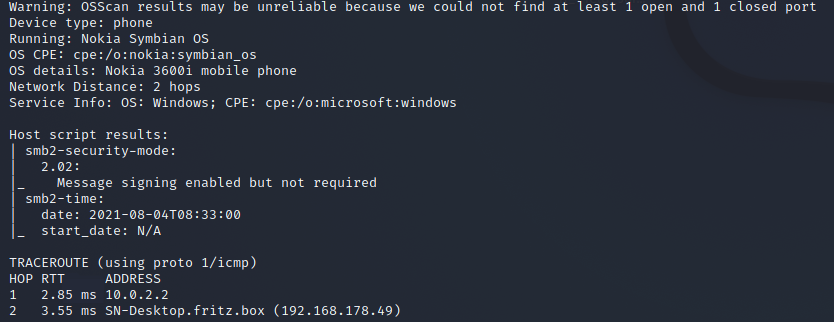 Warning: OSScan results may be unreliable because we could not find at least 1 open and 1 closed port
Device type: phone
Running: Nokia Symbian OS
OS CPE: cpe:/o:nokia:symbian_os
OS details: Nokia 3600i mobile phone
Network Distance: 2 hops
Service Info: OS: Windows; CPE: cpe:/o:microsoft:windows

Host script results:
| smb2-security-mode:
|   2.02:
|_    Message signing enabled but not required
| smb2-time:
|   date: 2021-08-04T08:33:00
|_  start_date: N/A

TRACEROUTE (using proto 1/icmp)
HOP RTT     ADDRESS
1   2.85 ms 10.0.2.2
2   3.55 ms SN-Desktop.fritz.box (192.168.178.49)